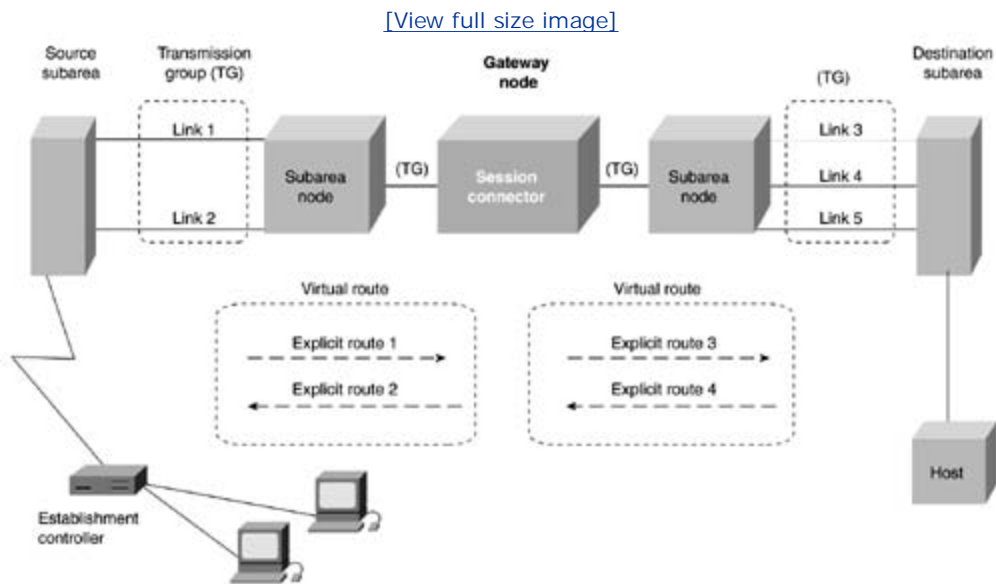 [View full size image]
Source
subarea
Transmission
group (TG)
Gateway
node
(TG)
Destination
subarea
Link 1
Link 2
Subarea
node
(TG)
Session
connector
(TG)
Subarea
node
Link 3
Link 4
Link 5
Virtual route
Explicit route 1
Explicit route 2
Virtual route
Explicit route 3
Explicit route 4
Establishment
controller
Host